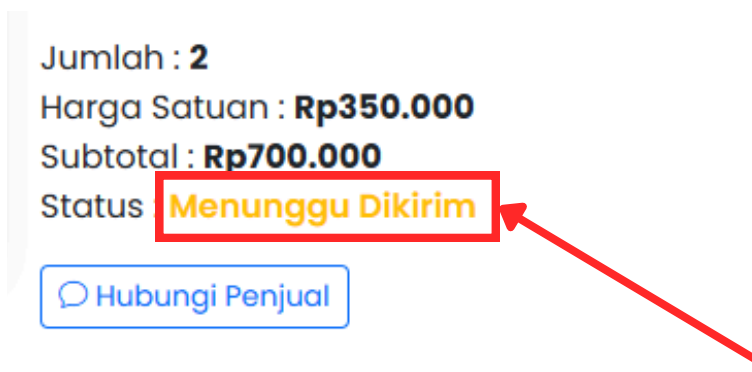 Jumlah : 2
Harga Satuan : Rp350.000
Subtotal : Rp700.000
Status : Menunggu Dikirim
Hubungi Penjual